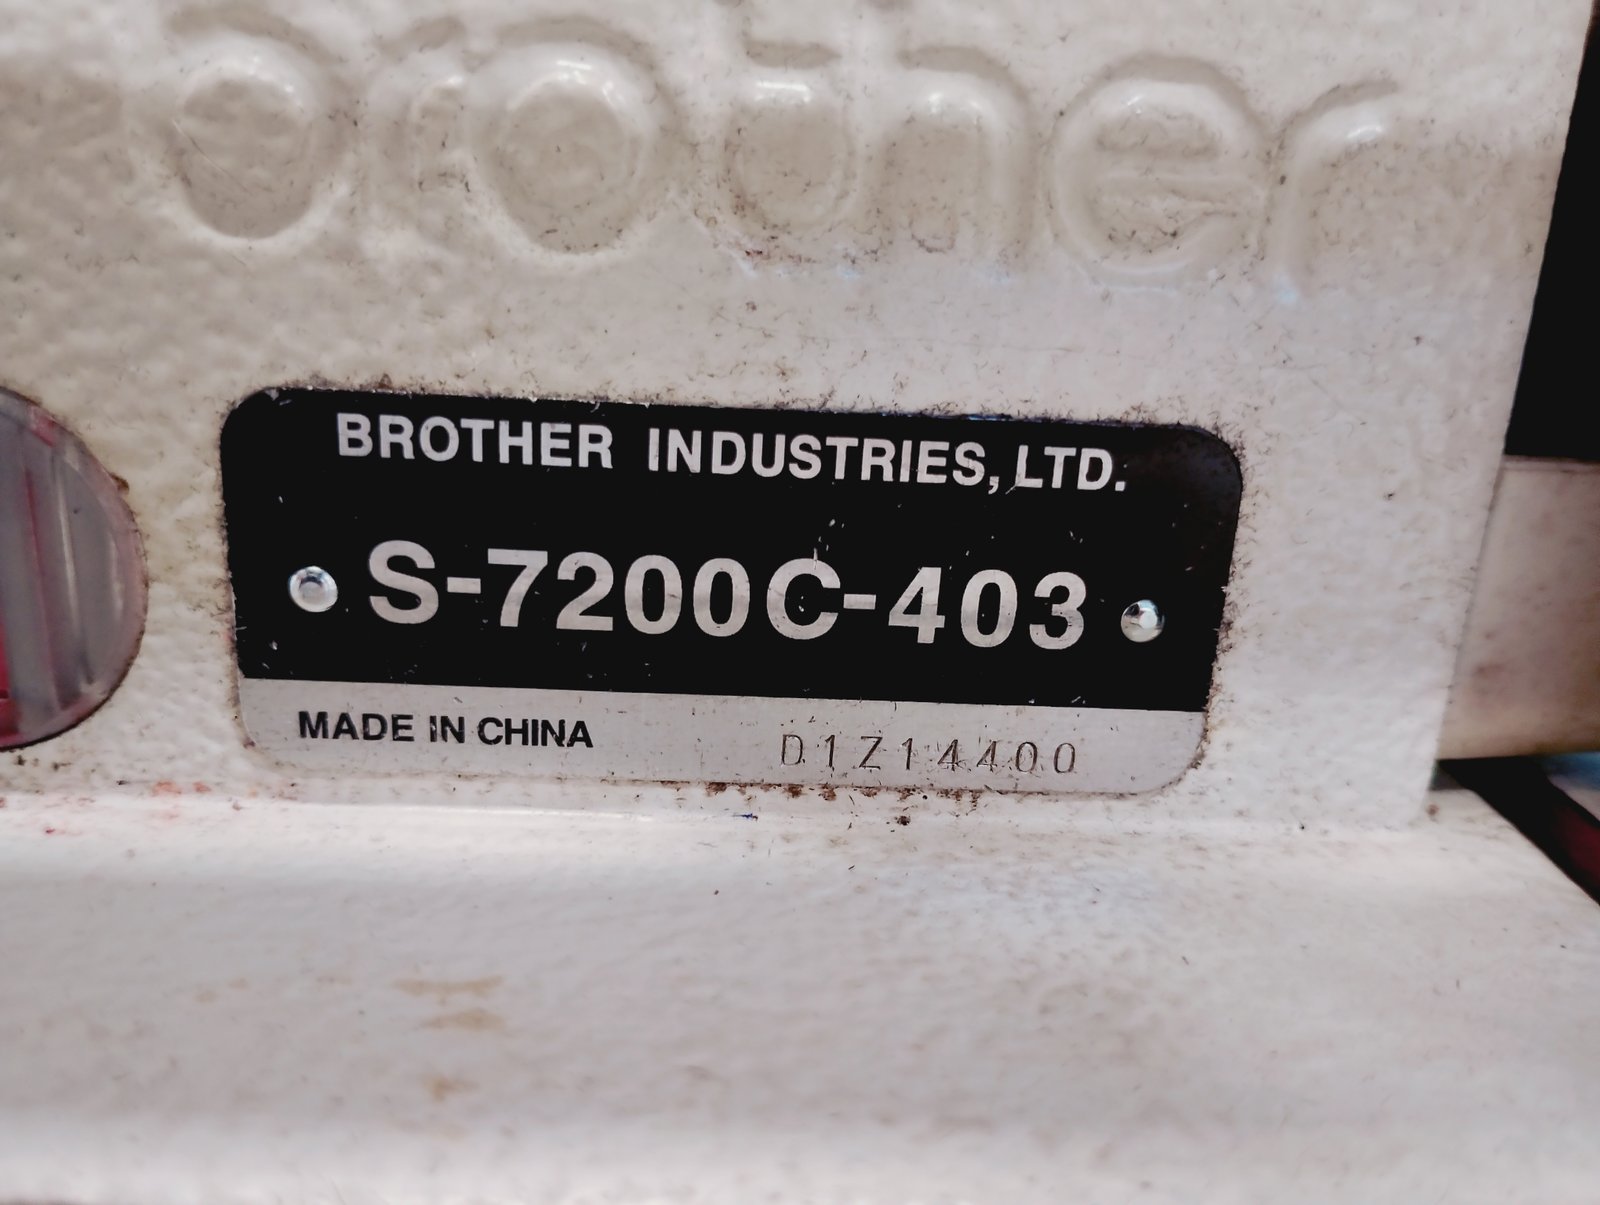 brother
BROTHER INDUSTRIES, LTD.
S-7200C-403
MADE IN CHINA D1Z14400